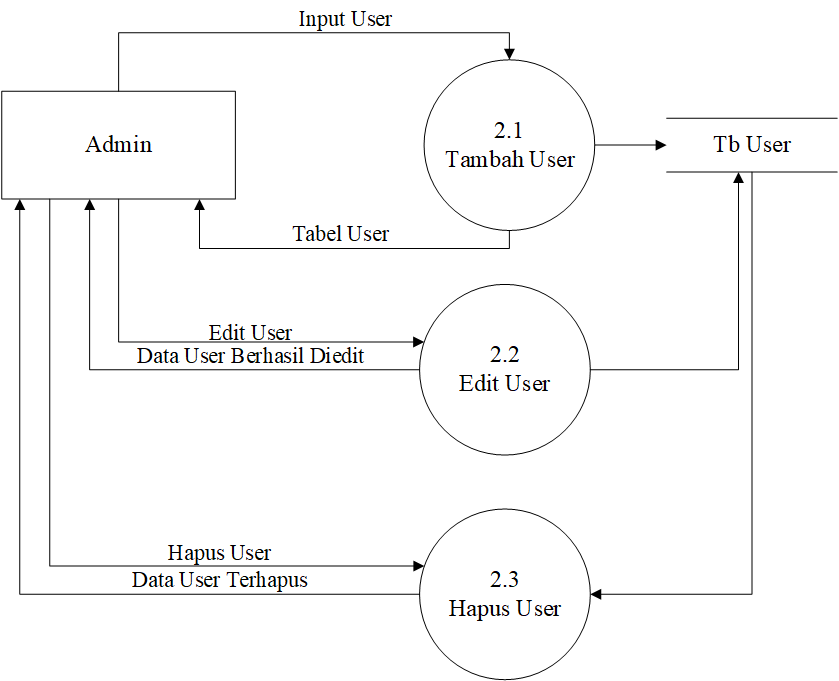 Input User
Admin
2.1
Tambah User
Tb User
Tabel User
Edit User
Data User Berhasil Diedit
2.2
Edit User
Hapus User
Data User Terhapus
2.3
Hapus User